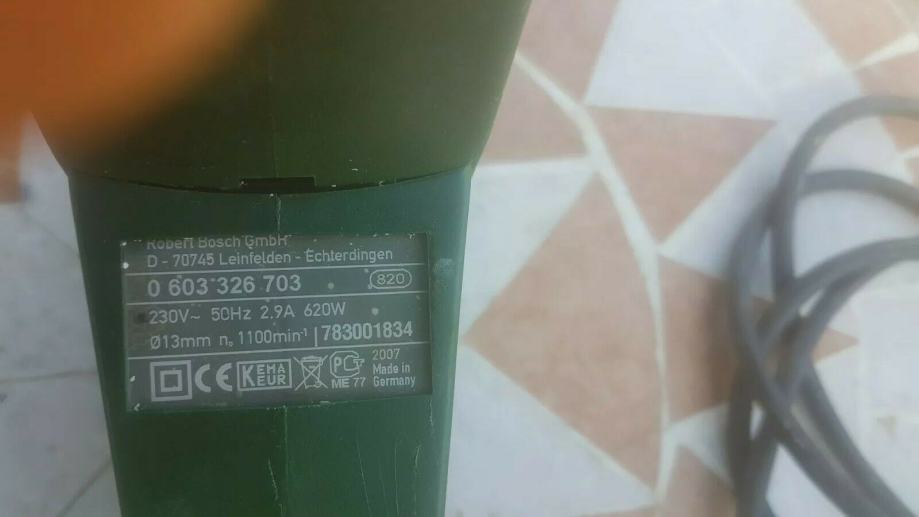 Robert Bosch GmbH
D - 70745 Leinfelden - Echterdingen
0 603 326 703 820
230V~ 50Hz 2.9A 620W
Ø13mm n₀ 1100min⁻¹ 783001834
CE KEMA KEUR ME 77 2007
Made in
Germany